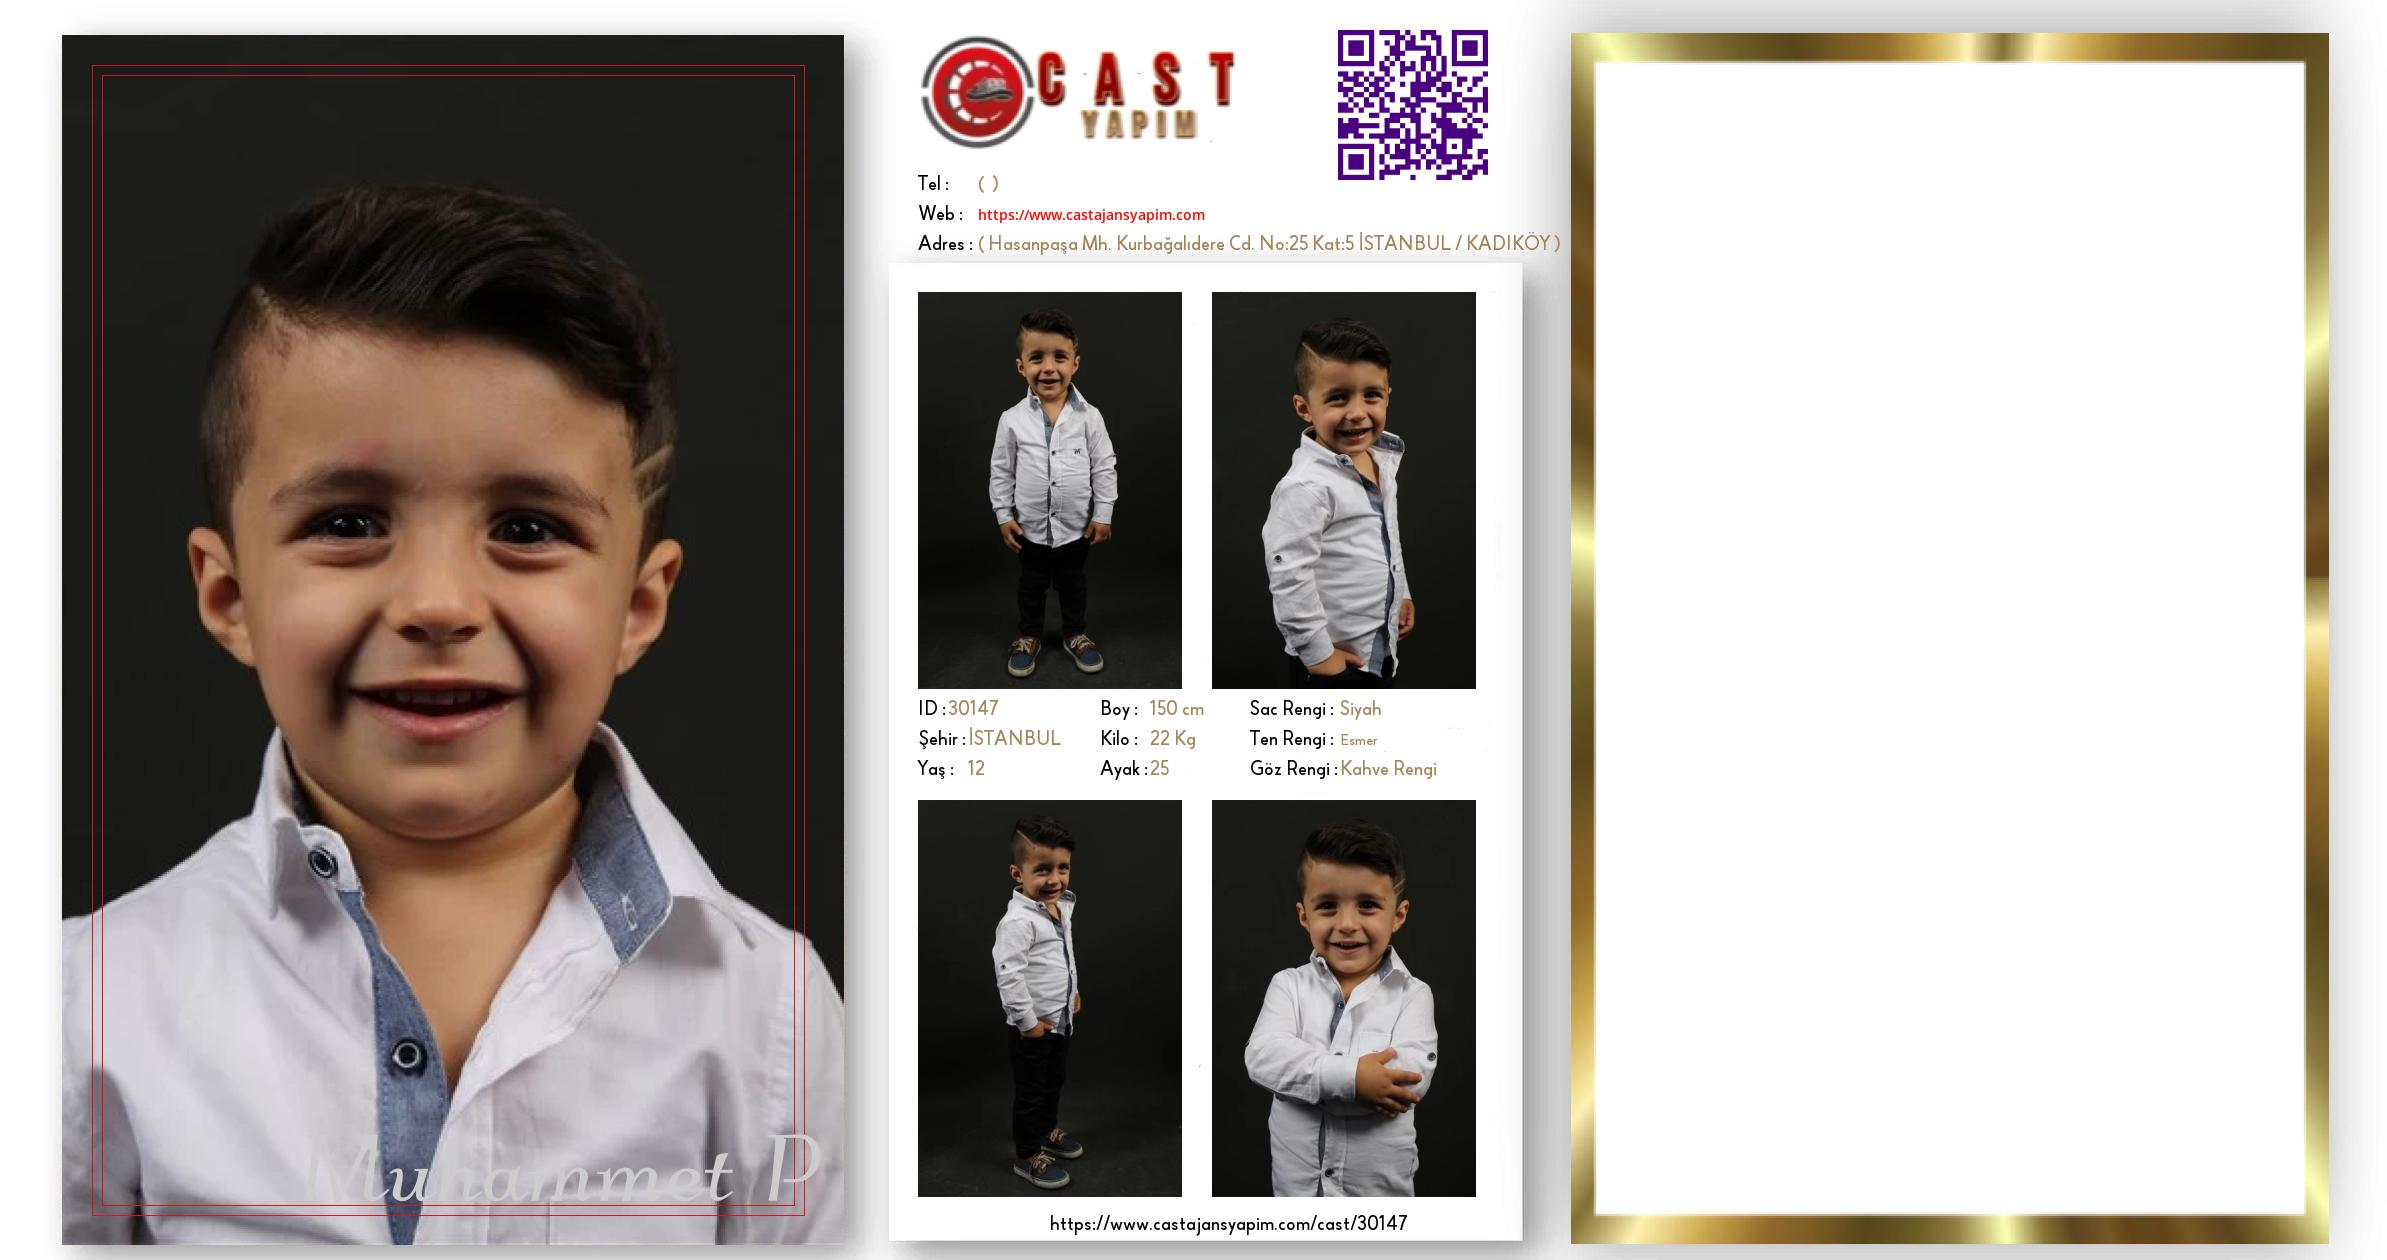 Muhammet P
CAST
YAPIM
Tel : ( )
Web : https://www.castajansyapim.com
Adres : ( Hasanpaşa Mh. Kurbağalıdere Cd. No:25 Kat:5 İSTANBUL / KADIKÖY )
ID : 30147 Boy : 150 cm Sac Rengi : Siyah
Şehir : İSTANBUL Kilo : 22 Kg Ten Rengi : Esmer
Yaş : 12 Ayak : 25 Göz Rengi : Kahve Rengi
https://www.castajansyapim.com/cast/30147